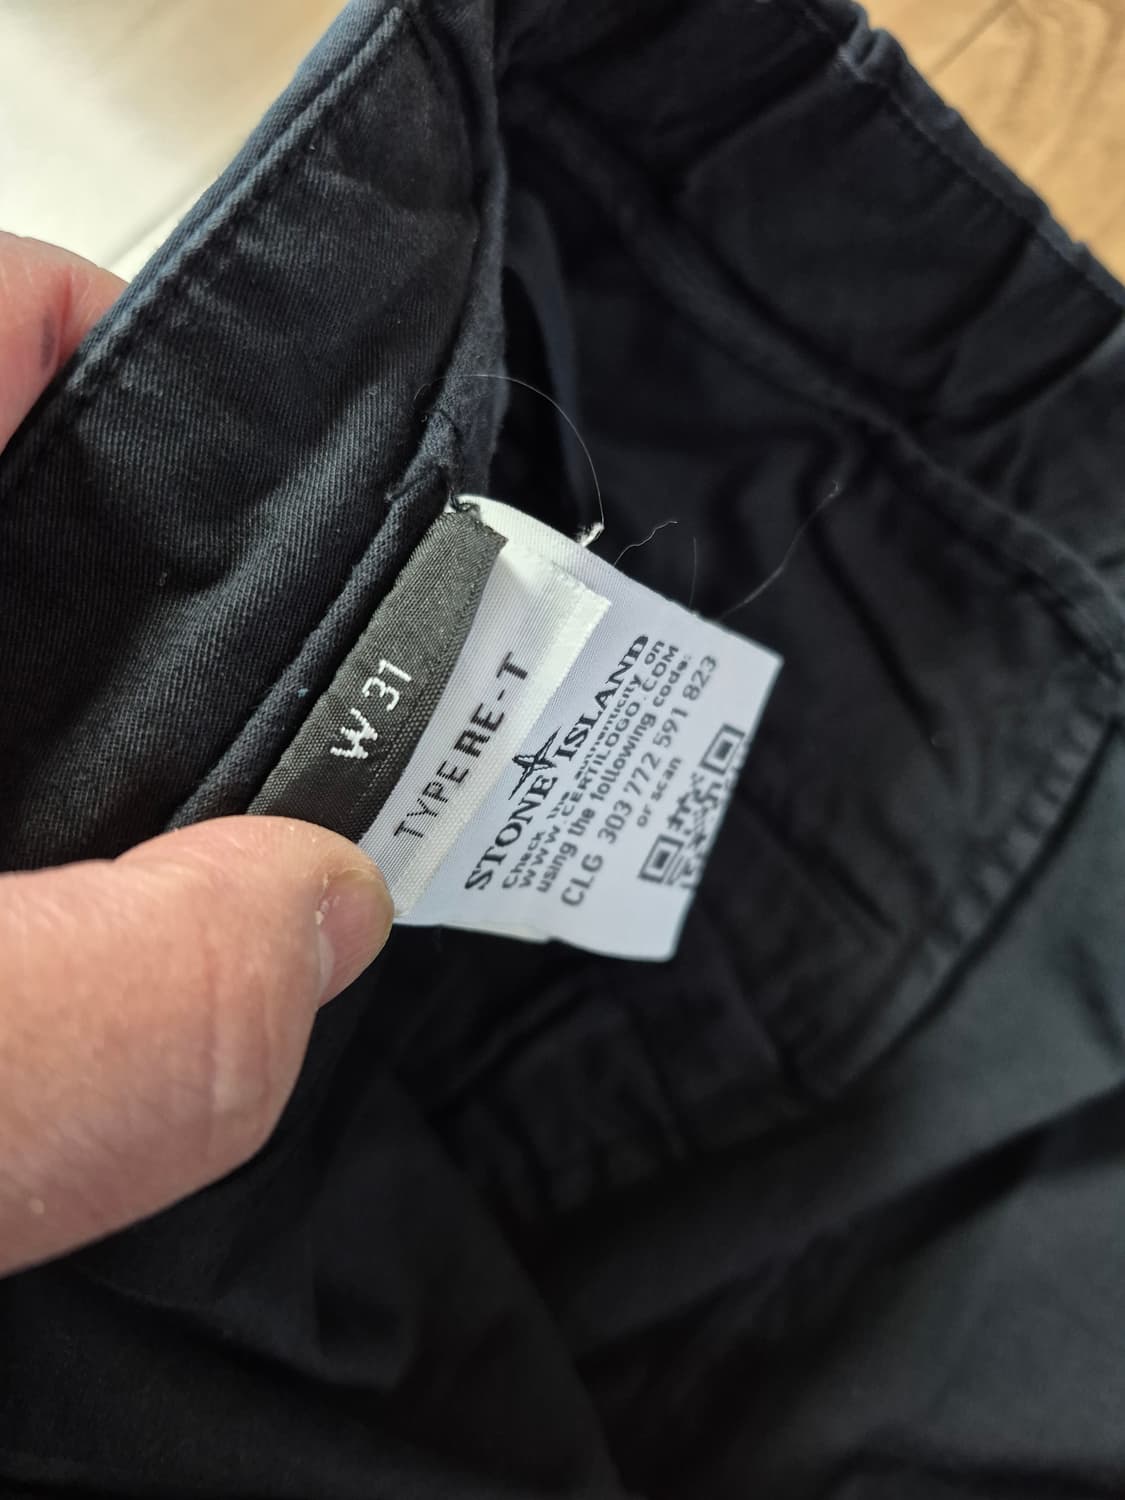 W 31
TYPE RE-T
STONE ISLAND
Check the authenticity on
WWW.CERTILOGO.COM
using the following code:
CLG 303 772 591 823
or scan